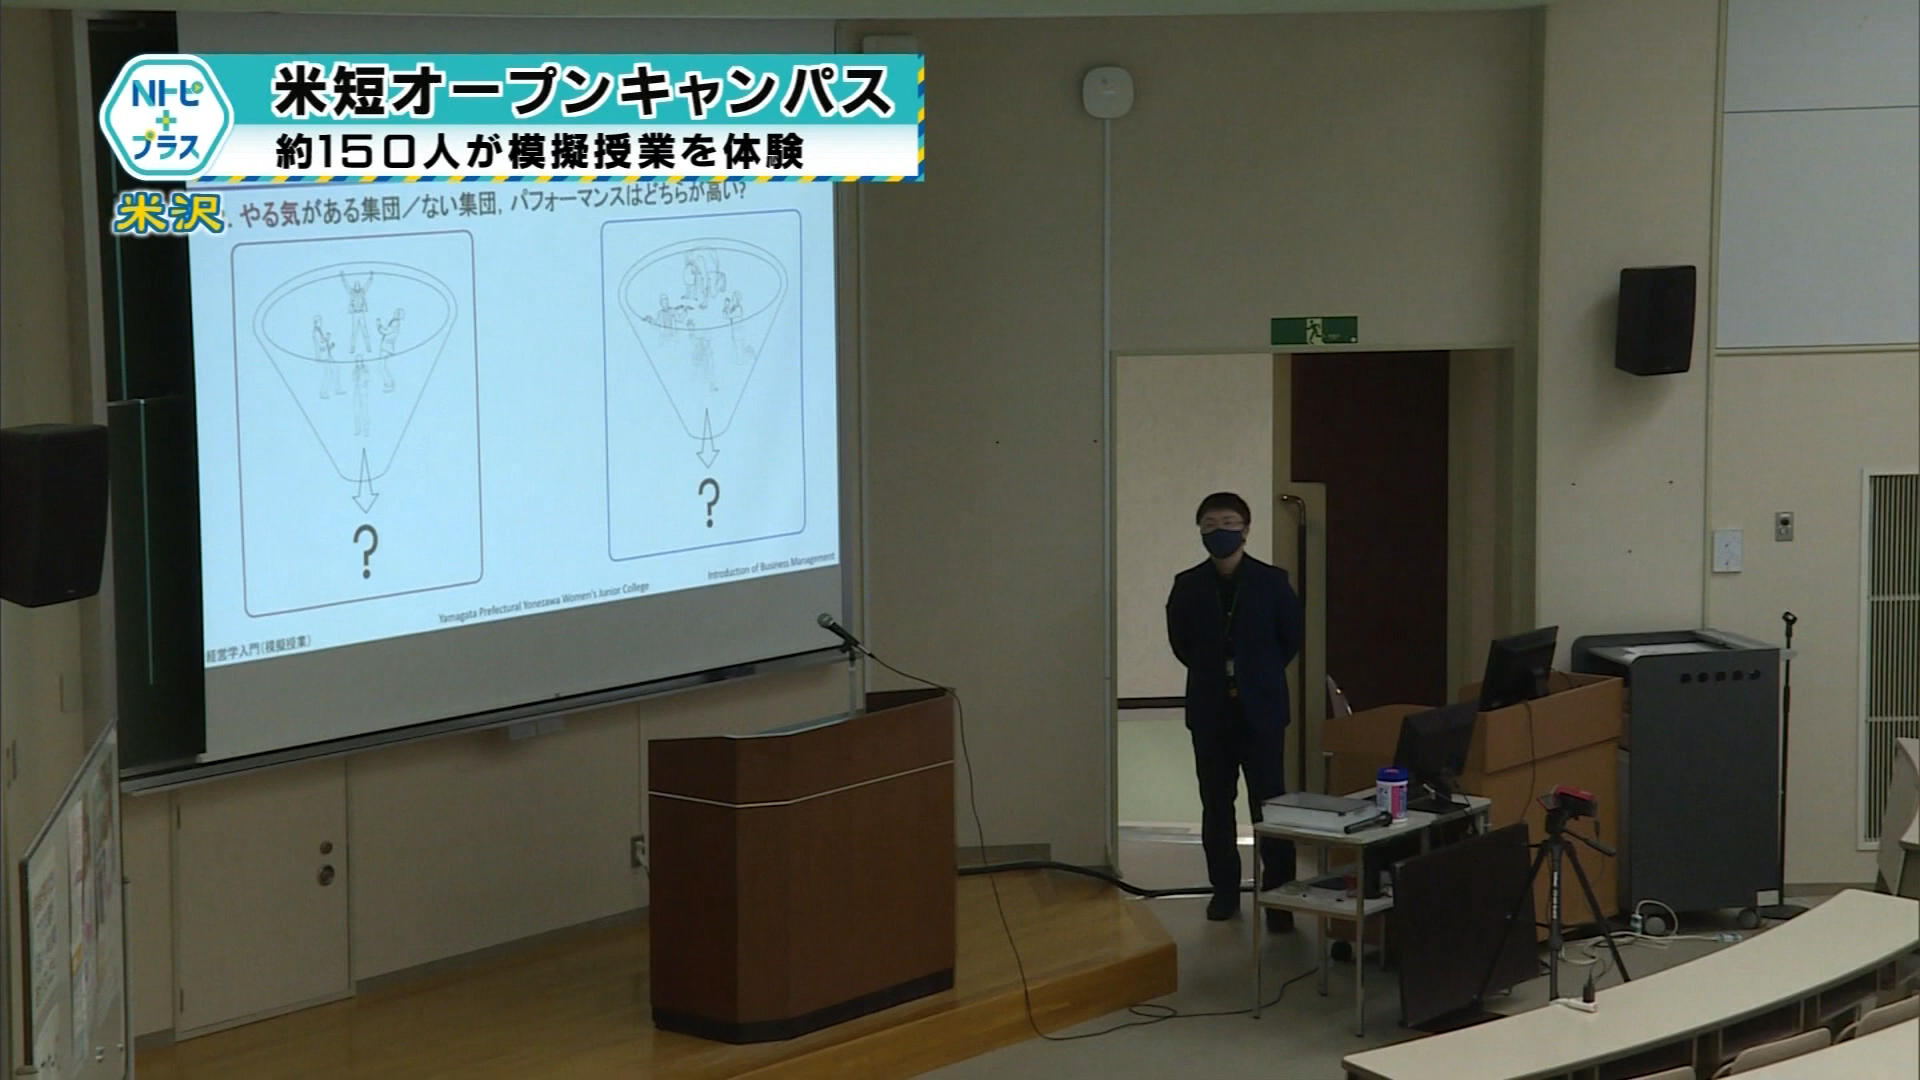 Nトピ
+
プラス
米短オープンキャンパス
約150人が模擬授業を体験
米沢
. やる気がある集団／ない集団, パフォーマンスはどちらが高い?
?
?
Introduction of Business Management
Yamagata Prefectural Yonezawa Women's Junior College
経営学入門(模擬授業)